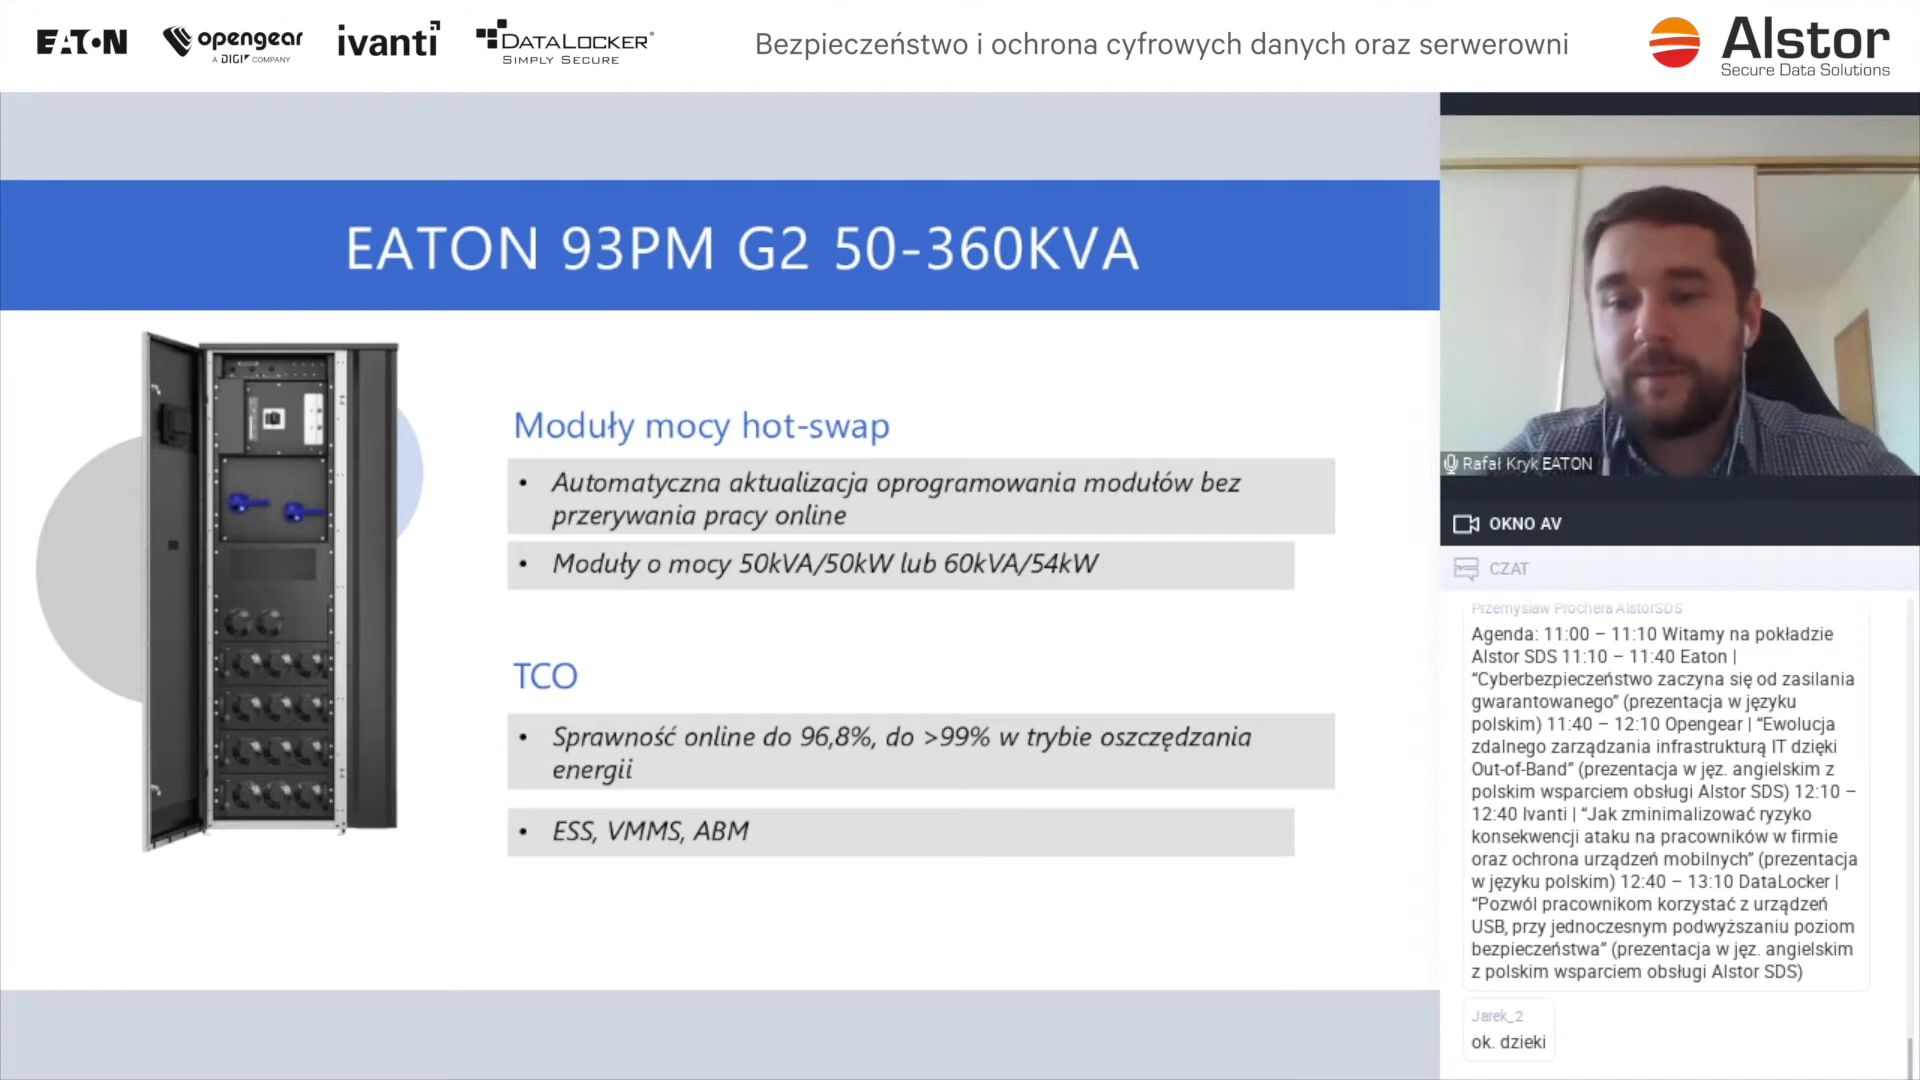 EATON
opengear
A DIGI COMPANY
ivanti
DATALOCKER
SIMPLY SECURE
Bezpieczeństwo i ochrona cyfrowych danych oraz serwerowni
Alstor
Secure Data Solutions
EATON 93PM G2 50-360KVA
Moduły mocy hot-swap
• Automatyczna aktualizacja oprogramowania modułów bez
przerywania pracy online
• Moduły o mocy 50kVA/50kW lub 60kVA/54kW
TCO
• Sprawność online do 96,8%, do >99% w trybie oszczędzania
energii
• ESS, VMMS, ABM
Rafał Kryk EATON
OKNO AV
CZAT
Przemysław Prochera AlstorSDS
Agenda: 11:00 – 11:10 Witamy na pokładzie
Alstor SDS 11:10 – 11:40 Eaton |
“Cyberbezpieczeństwo zaczyna się od zasilania
gwarantowanego” (prezentacja w języku
polskim) 11:40 – 12:10 Opengear | “Ewolucja
zdalnego zarządzania infrastrukturą IT dzięki
Out-of-Band” (prezentacja w jęz. angielskim z
polskim wsparciem obsługi Alstor SDS) 12:10 –
12:40 Ivanti | “Jak zminimalizować ryzyko
konsekwencji ataku na pracowników w firmie
oraz ochrona urządzeń mobilnych” (prezentacja
w języku polskim) 12:40 – 13:10 DataLocker |
“Pozwól pracownikom korzystać z urządzeń
USB, przy jednoczesnym podwyższaniu poziom
bezpieczeństwa” (prezentacja w jęz. angielskim
z polskim wsparciem obsługi Alstor SDS)
Jarek_2
ok. dzieki